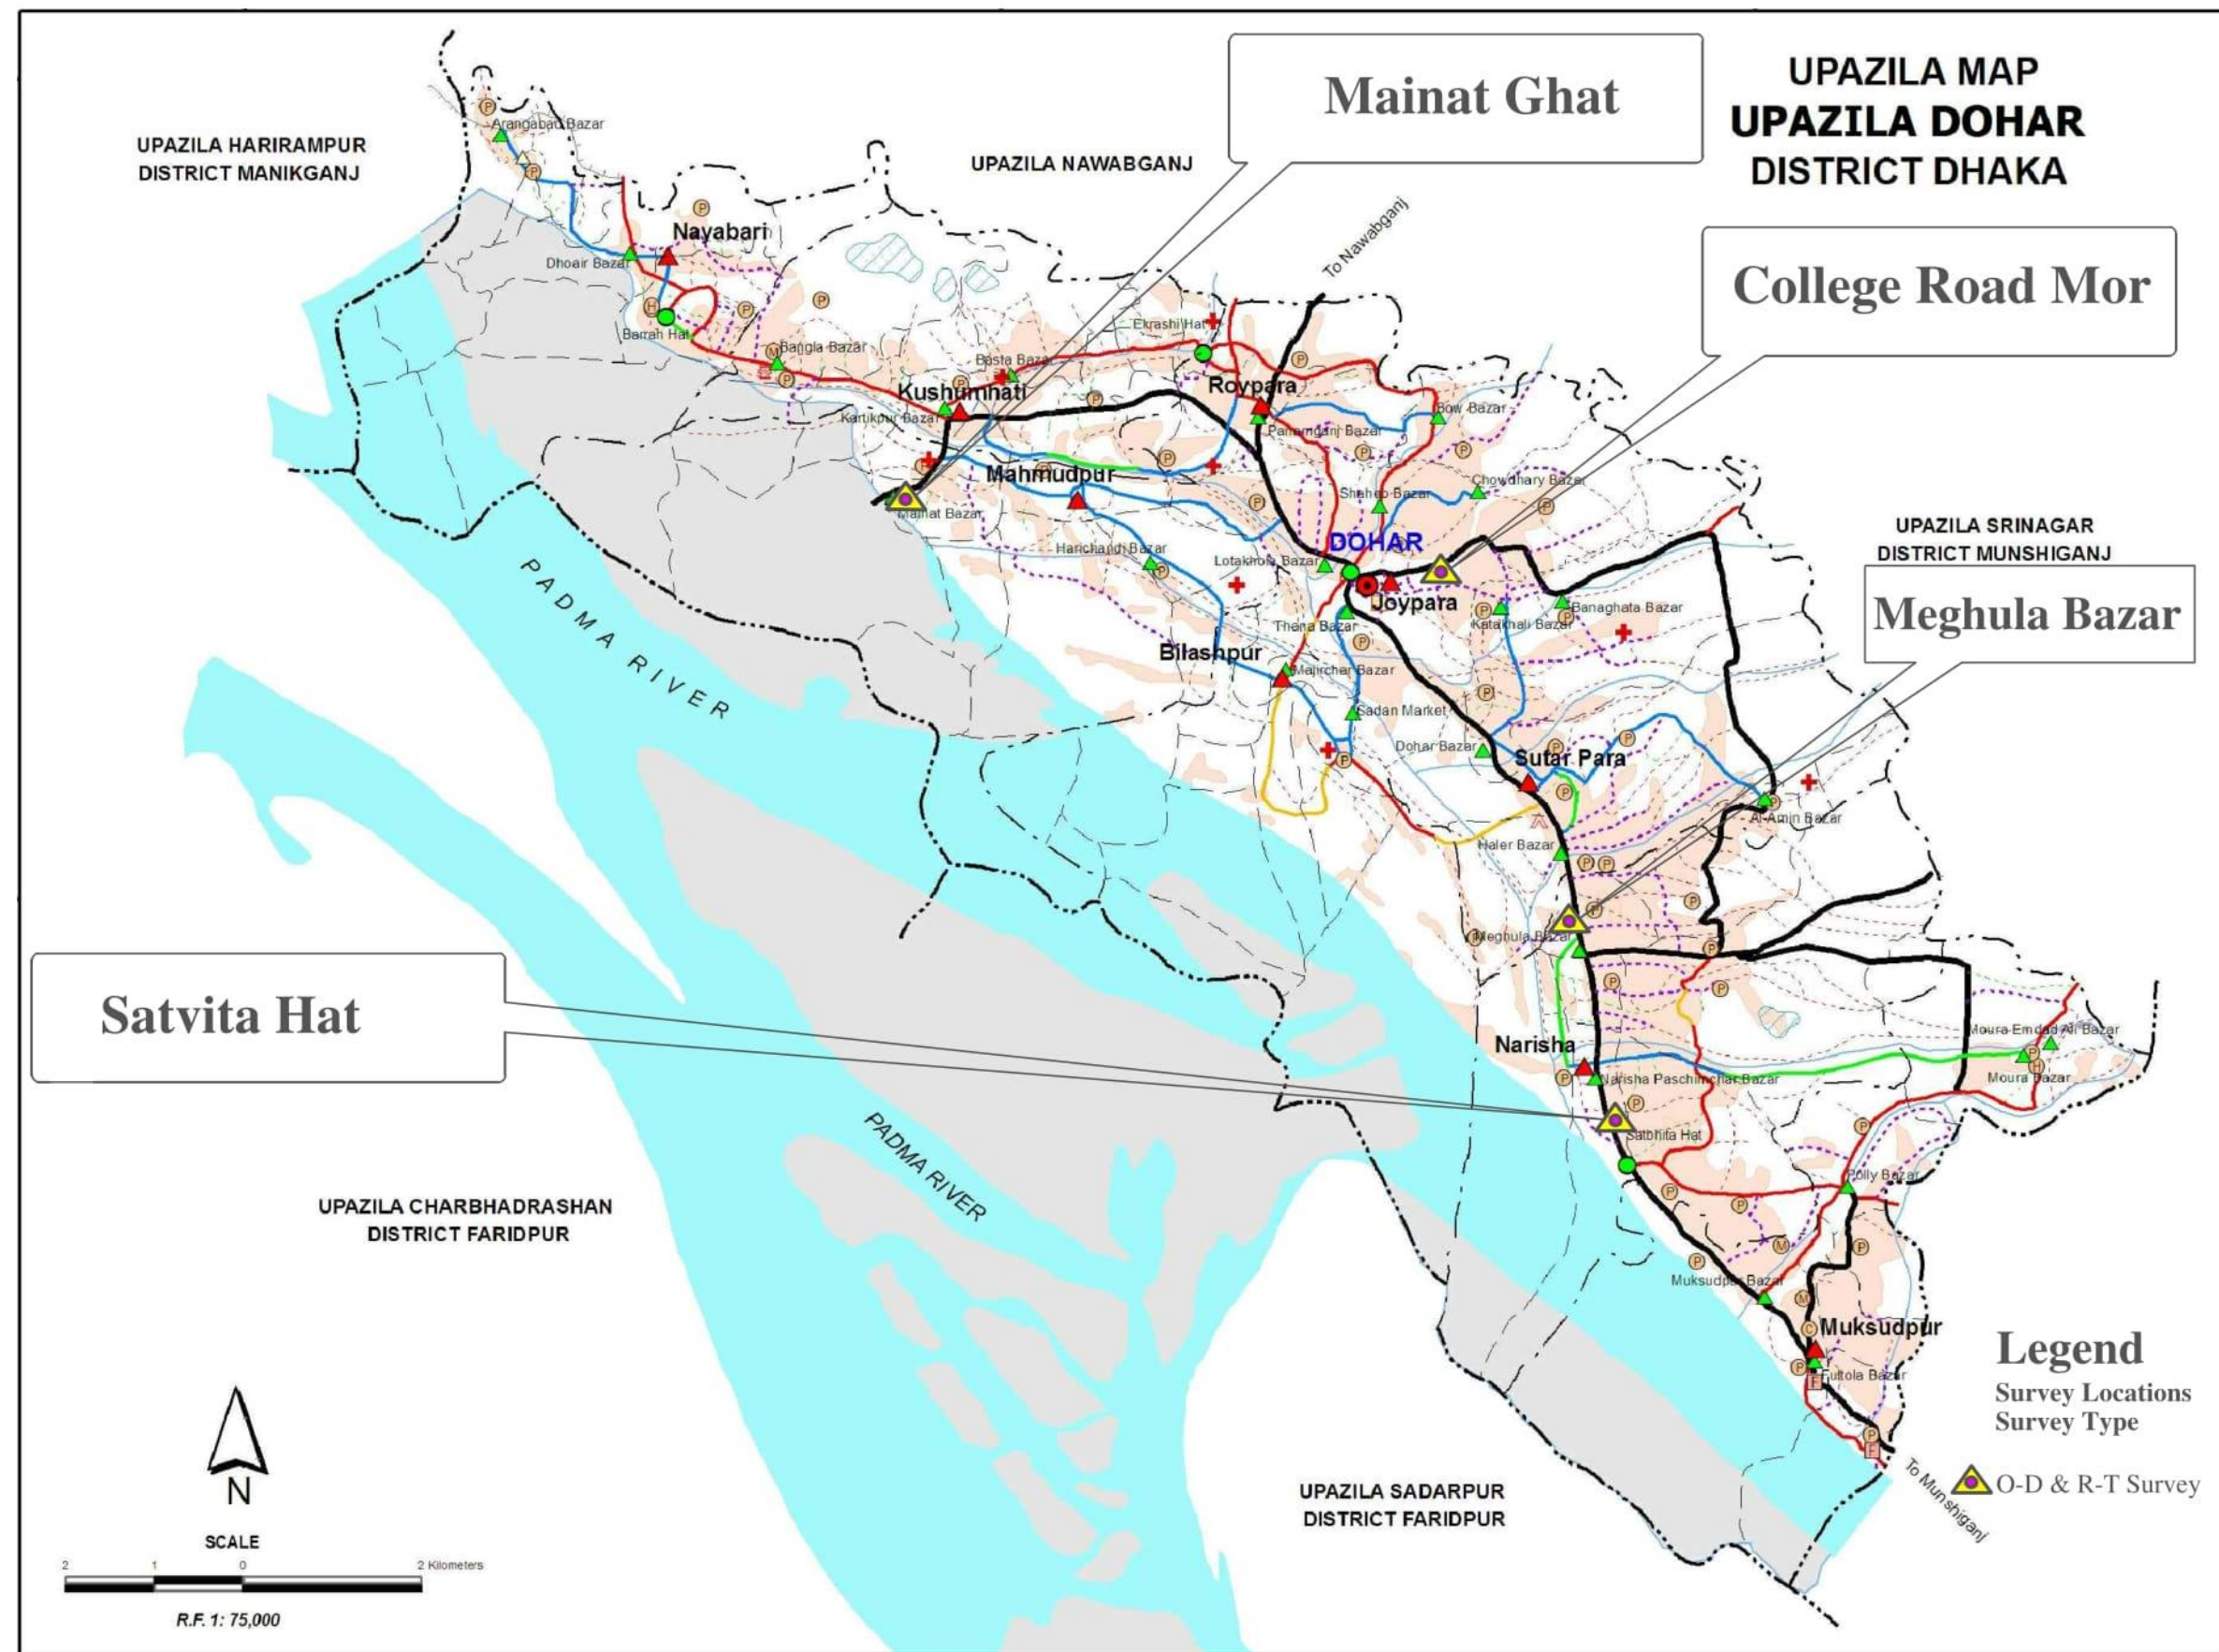 UPAZILA MAP
UPAZILA DOHAR
DISTRICT DHAKA
Mainat Ghat
UPAZILA HARIRAMPUR
DISTRICT MANIKGANJ
UPAZILA NAWABGANJ
Arangabad Bazar
To Nawabganj
College Road Mor
Nayabari
Dhoair Bazar
Barrah Hat
Bangla Bazar
Ekrashi Hat
Basta Bazar
Kushumhati
Roypara
Kartikpur Bazar
Bow Bazar
Mahmudpur
Shaheb Bazar
Chowdhary Bazar
Mainat Bazar
UPAZILA SRINAGAR
DISTRICT MUNSHIGANJ
DOHAR
Harichandi Bazar
Lotakhola Bazar
Joypara
Banaghata Bazar
Katakhali Bazar
Thana Bazar
Meghula Bazar
PADMA RIVER
Bilashpur
Majirchar Bazar
Sadan Market
Dohar Bazar
Sutar Para
Al-Amin Bazar
Haler Bazar
Meghula Bazar
Satvita Hat
Moura Emdad Ali Bazar
Narisha
Narisha Paschimchar Bazar
Moura Bazar
Satbhita Hat
PADMA RIVER
Polly Bazar
UPAZILA CHARBHADRASHAN
DISTRICT FARIDPUR
Muksudpur Bazar
Muksudpur
Futtola Bazar
Legend
Survey Locations
Survey Type
O-D & R-T Survey
To Munshiganj
UPAZILA SADARPUR
DISTRICT FARIDPUR
N
SCALE
2 1 0 2 Kilometers
R.F. 1: 75,000